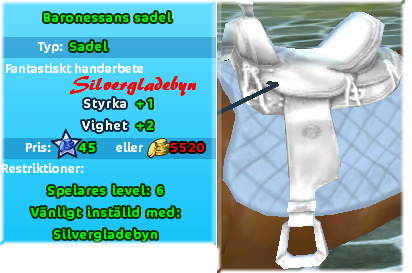 Baronessans sadel
Typ: Sadel
Fantastiskt handarbete
Silvergladebyn
Styrka +1
Vighet +2
Pris: 45 eller 5520
Restriktioner:
Spelares level: 6
Vänligt inställd med:
Silvergladebyn